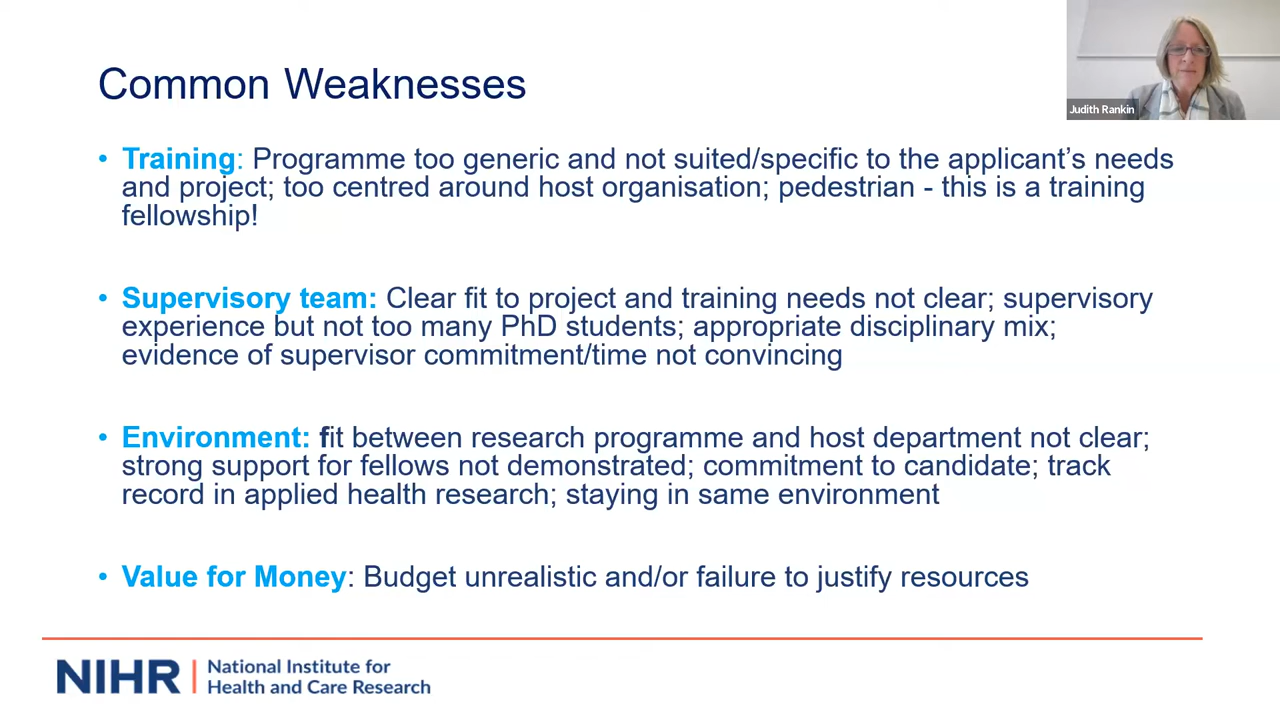 Common Weaknesses
Judith Rankin
• Training: Programme too generic and not suited/specific to the applicant's needs
and project; too centred around host organisation; pedestrian - this is a training
fellowship!
• Supervisory team: Clear fit to project and training needs not clear; supervisory
experience but not too many PhD students; appropriate disciplinary mix;
evidence of supervisor commitment/time not convincing
• Environment: fit between research programme and host department not clear;
strong support for fellows not demonstrated; commitment to candidate; track
record in applied health research; staying in same environment
• Value for Money: Budget unrealistic and/or failure to justify resources
NIHR | National Institute for
Health and Care Research